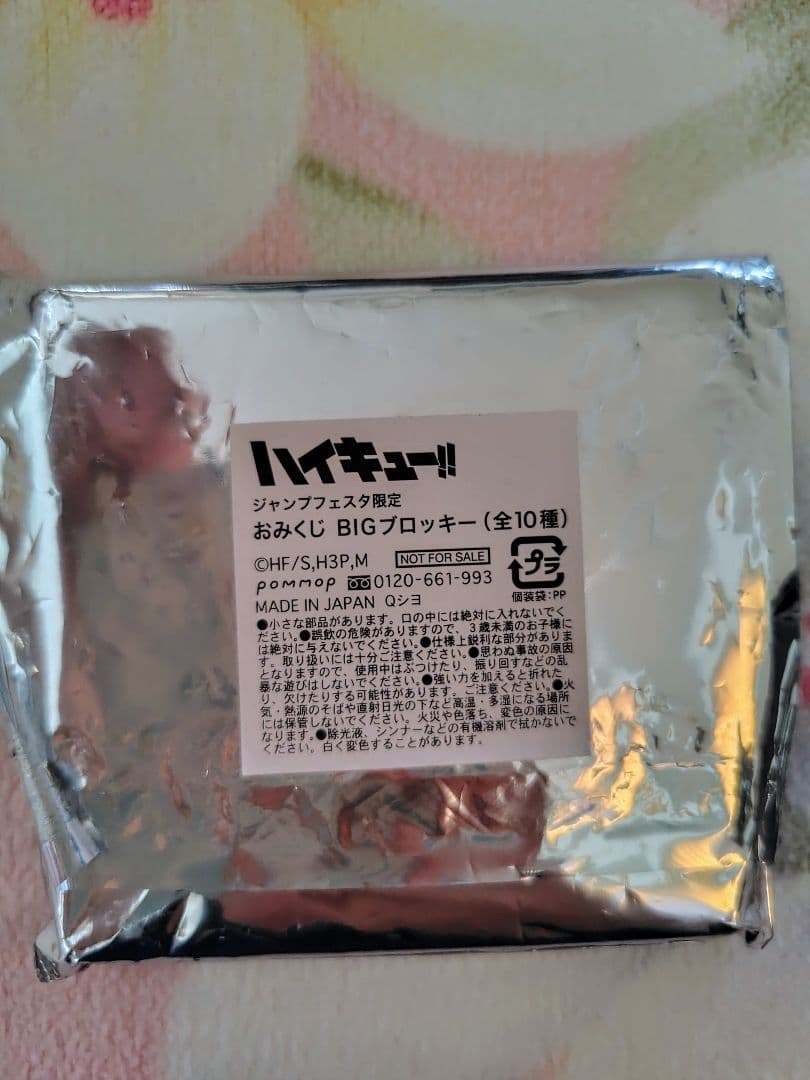 ハイキュー!!
ジャンプフェスタ限定
おみくじ BIGブロッキー(全10種)
©HF/S,H3P,M NOT FOR SALE
pommop 0120-661-993
プラ
個装袋:PP
MADE IN JAPAN Qショ
●小さな部品があります。口の中には絶対に入れないでく
ださい。●誤飲の危険がありますので、3歳未満のお子様に
は絶対に与えないでください。●仕様上鋭利な部分がありま
す。取り扱いには十分ご注意ください。●思わぬ事故の原因
となりますので、使用中はぶつけたり、振り回すなどの乱
暴な遊びはしないでください。●強い力を加えると折れた
り、欠けたりする可能性があります。ご注意ください。●火
気・熱源のそばや直射日光の下など高温・多湿になる場所
には保管しないでください。火災や色落ち、変色の原因に
なります。●除光液、シンナーなどの有機溶剤で拭かないで
ください。白く変色することがあります。